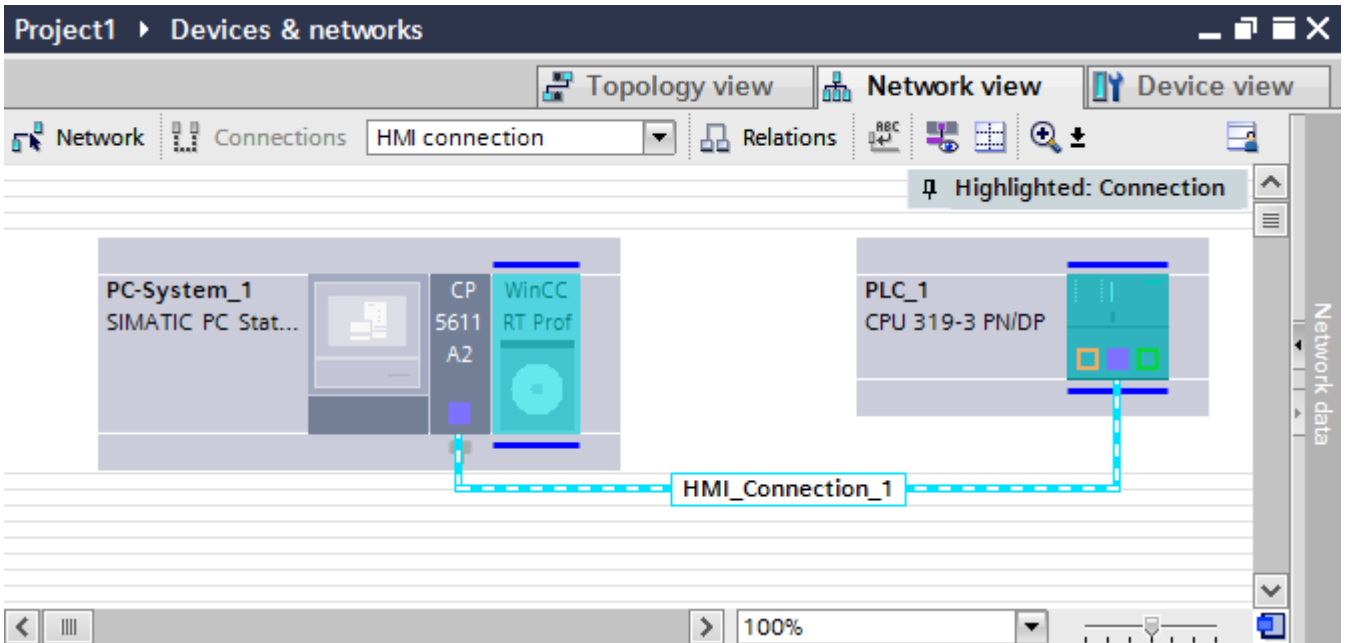 Project1 ▸ Devices & networks
Topology view
Network view
Device view
Network
Connections
HMI connection
Relations
ABC
Highlighted: Connection
PC-System_1
SIMATIC PC Stat...
CP
5611
A2
WinCC
RT Prof
PLC_1
CPU 319-3 PN/DP
HMI_Connection_1
Network data
100%